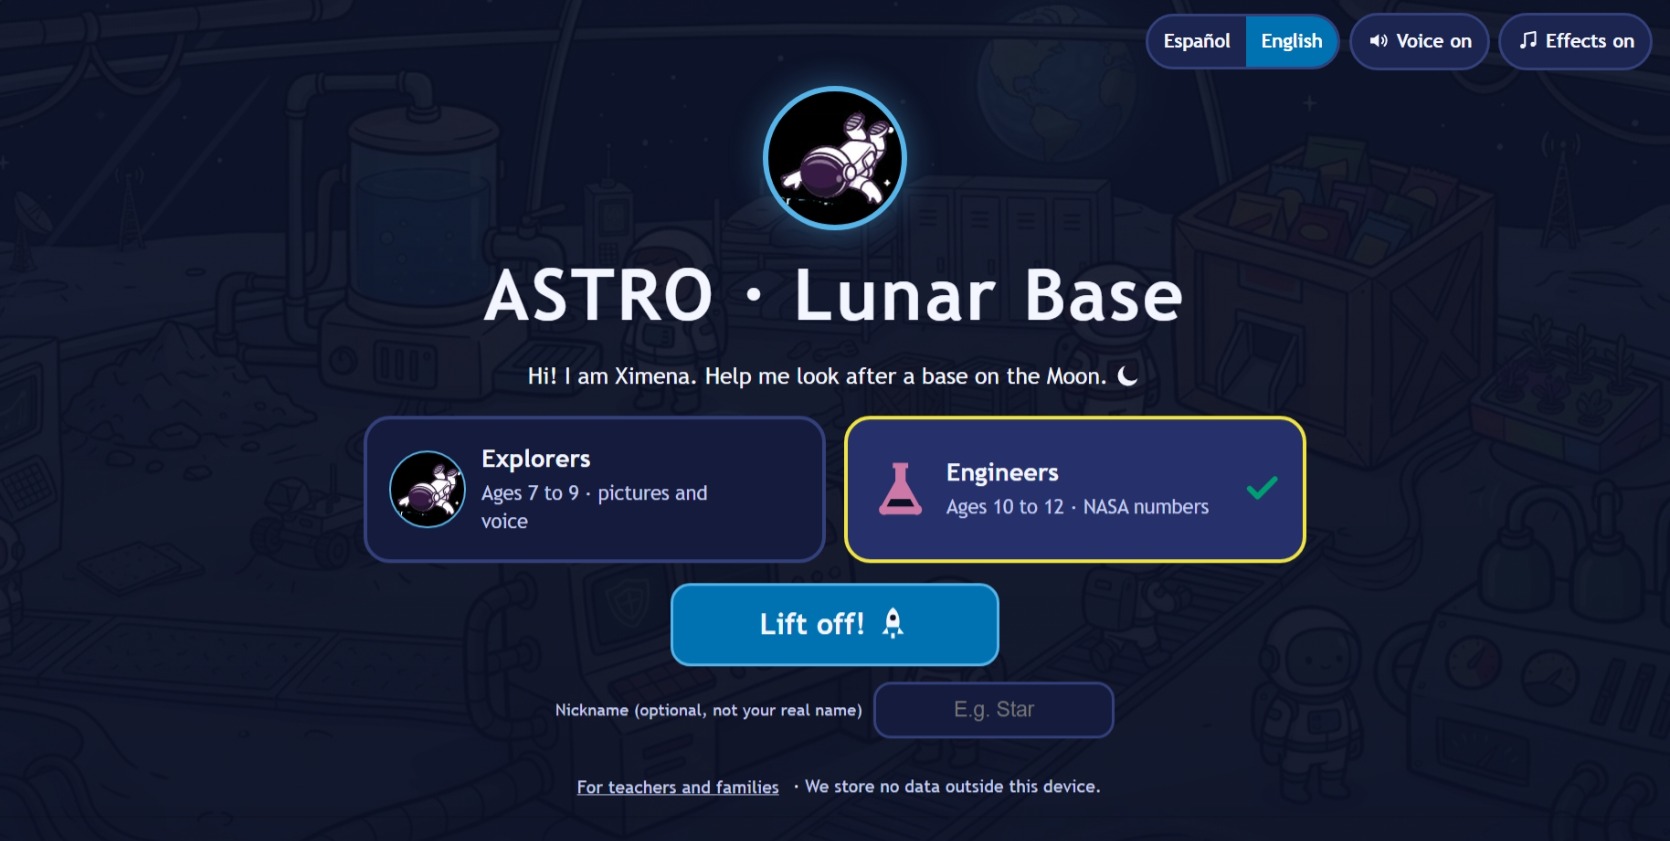 Español English Voice on Effects on
ASTRO · Lunar Base
Hi! I am Ximena. Help me look after a base on the Moon.
Explorers
Ages 7 to 9 · pictures and
voice
Engineers
Ages 10 to 12 · NASA numbers
Lift off!
Nickname (optional, not your real name) E.g. Star
For teachers and families · We store no data outside this device.